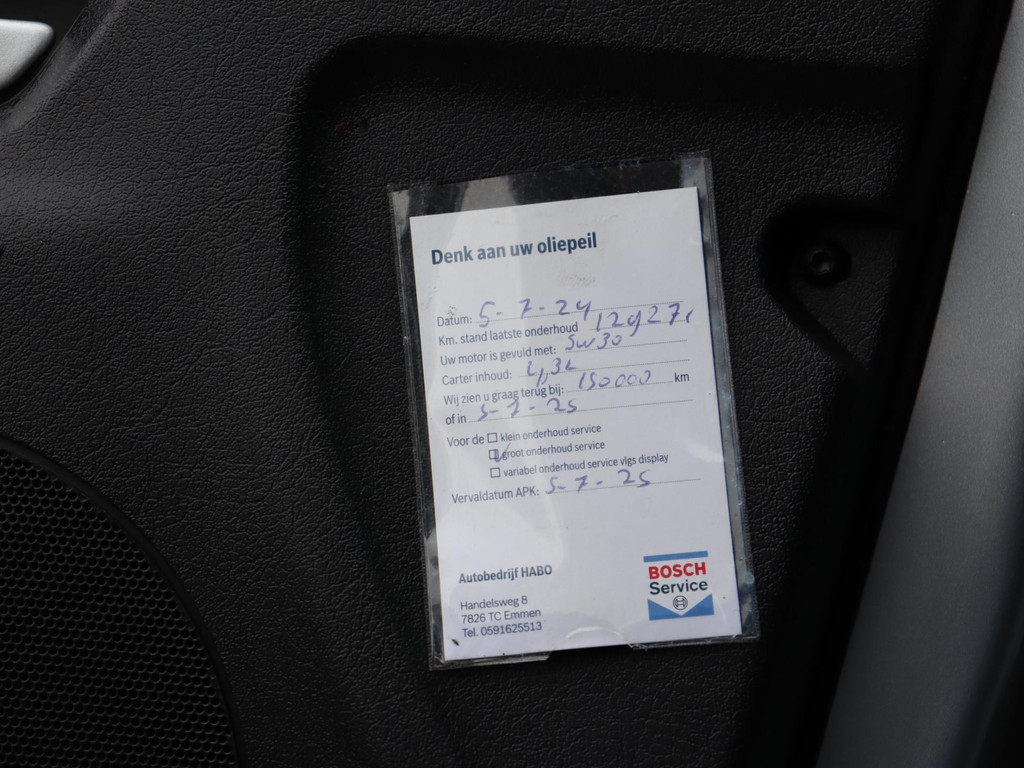 Denk aan uw oliepeil
Datum: 5-7-24
Km. stand laatste onderhoud 129271
Uw motor is gevuld met: 5w30
Carter inhoud: 4,3L
Wij zien u graag terug bij: 150000 km
of in 5-7-25
Voor de ☐ klein onderhoud service
☑ groot onderhoud service
☐ variabel onderhoud service vlgs display
Vervaldatum APK: 5-7-25
Autobedrijf HABO
Handelsweg 8
7826 TC Emmen
Tel. 0591625513
BOSCH
Service